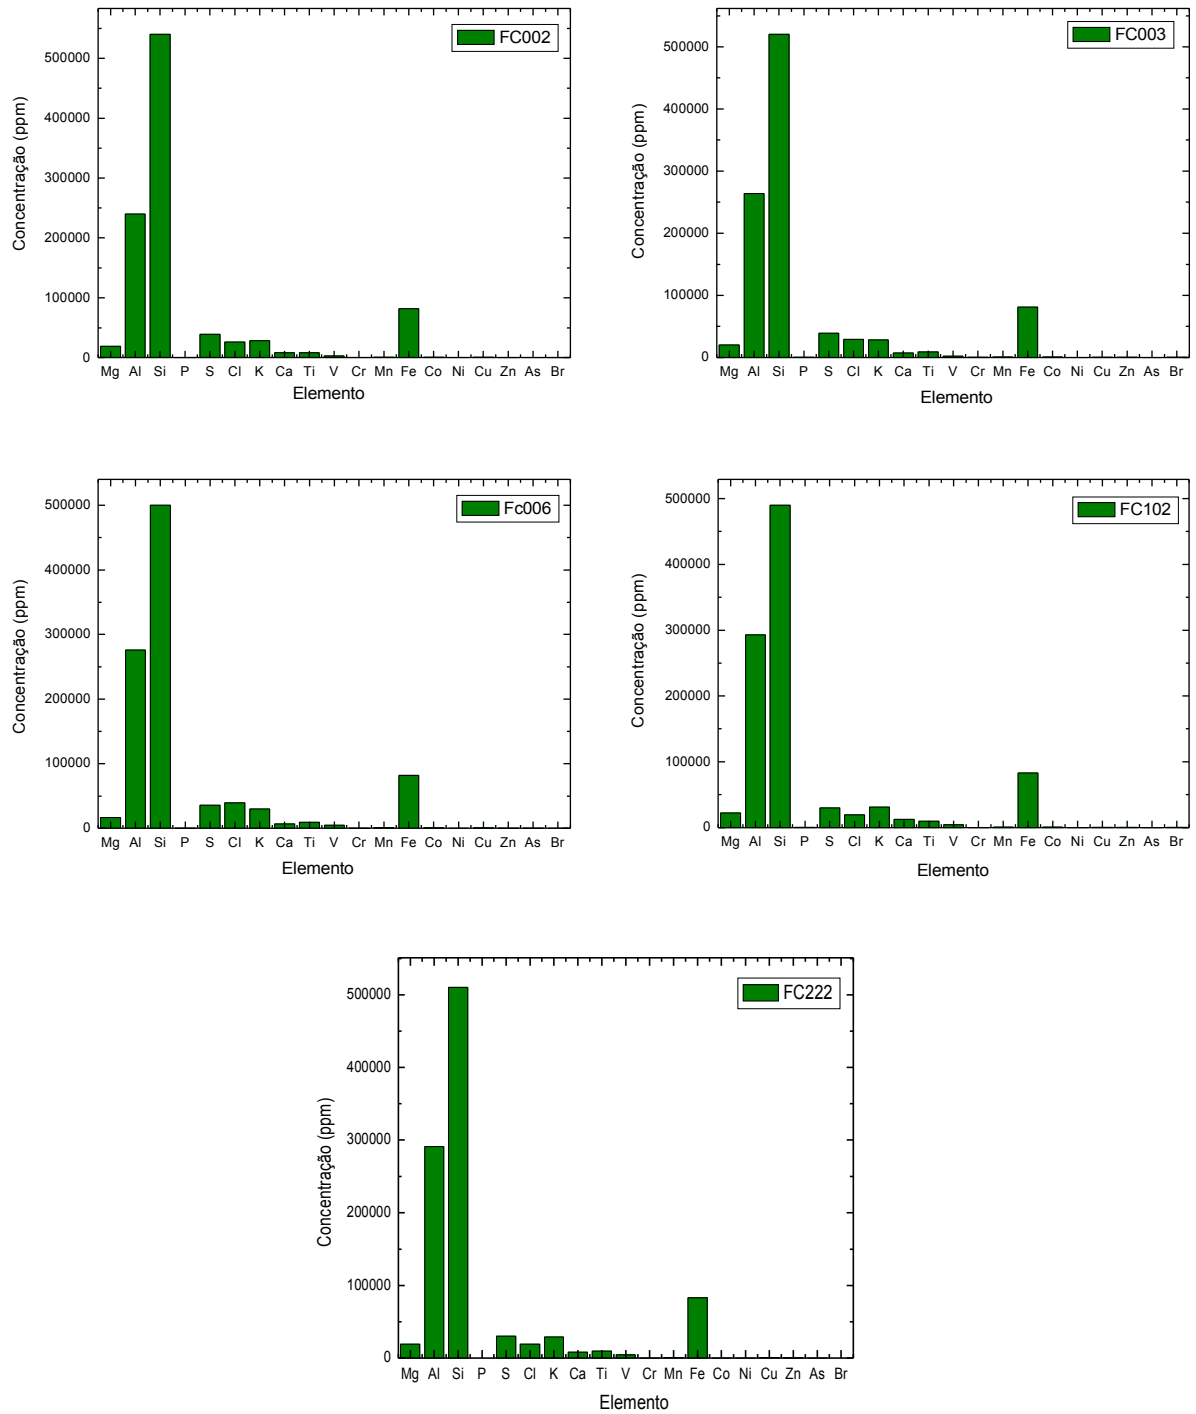 FC002
Concentração (ppm)
500000
400000
300000
200000
100000
0
Mg Al Si P S Cl K Ca Ti V Cr Mn Fe Co Ni Cu Zn As Br
Elemento
FC003
Concentração (ppm)
500000
400000
300000
200000
100000
0
Mg Al Si P S Cl K Ca Ti V Cr Mn Fe Co Ni Cu Zn As Br
Elemento
Fc006
Concentração (ppm)
500000
400000
300000
200000
100000
0
Mg Al Si P S Cl K Ca Ti V Cr Mn Fe Co Ni Cu Zn As Br
Elemento
FC102
Concentração (ppm)
500000
400000
300000
200000
100000
0
Mg Al Si P S Cl K Ca Ti V Cr Mn Fe Co Ni Cu Zn As Br
Elemento
FC222
Concentração (ppm)
500000
400000
300000
200000
100000
0
Mg Al Si P S Cl K Ca Ti V Cr Mn Fe Co Ni Cu Zn As Br
Elemento